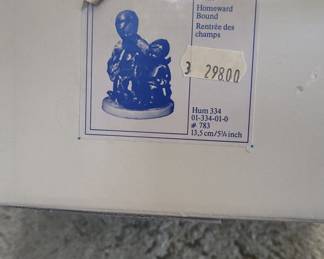 Homeward
Bound
Rentrée des
champs
298.00
Hum 334
01-334-01-0
# 783
13,5 cm/5¼ inch